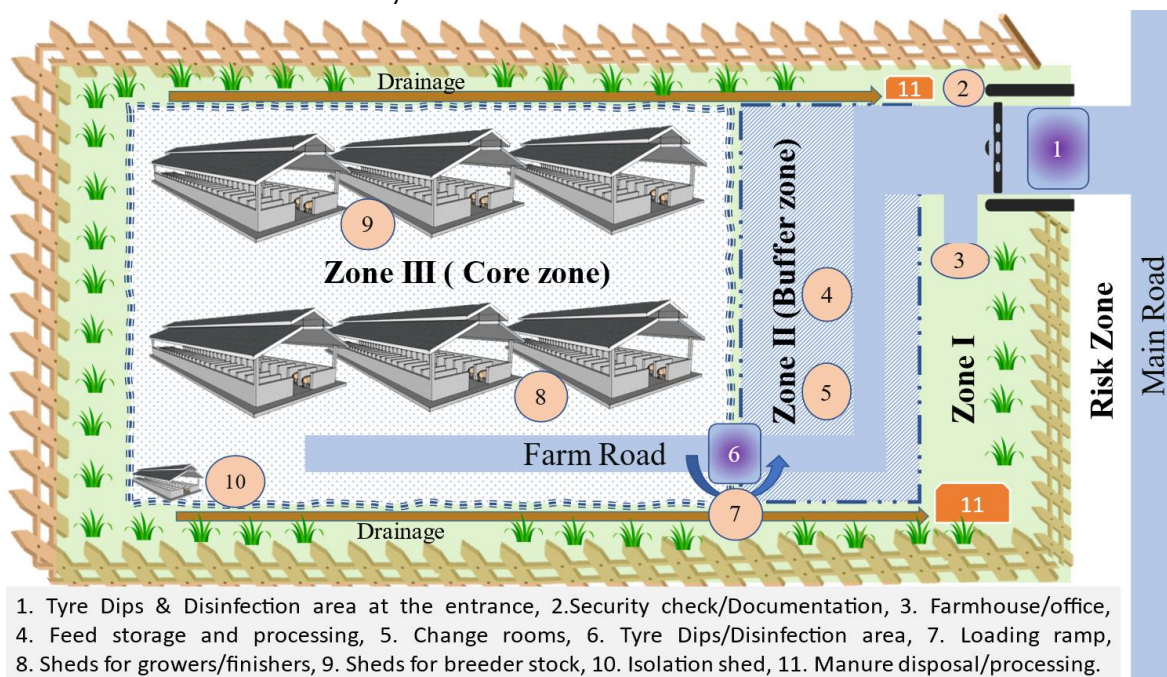 Drainage
11
2
1
9
Zone III ( Core zone)
3
4
Zone II (Buffer zone)
5
Zone I
Risk Zone
Main Road
8
Farm Road
6
10
7
11
Drainage
1. Tyre Dips & Disinfection area at the entrance, 2.Security check/Documentation, 3. Farmhouse/office,
4. Feed storage and processing, 5. Change rooms, 6. Tyre Dips/Disinfection area, 7. Loading ramp,
8. Sheds for growers/finishers, 9. Sheds for breeder stock, 10. Isolation shed, 11. Manure disposal/processing.